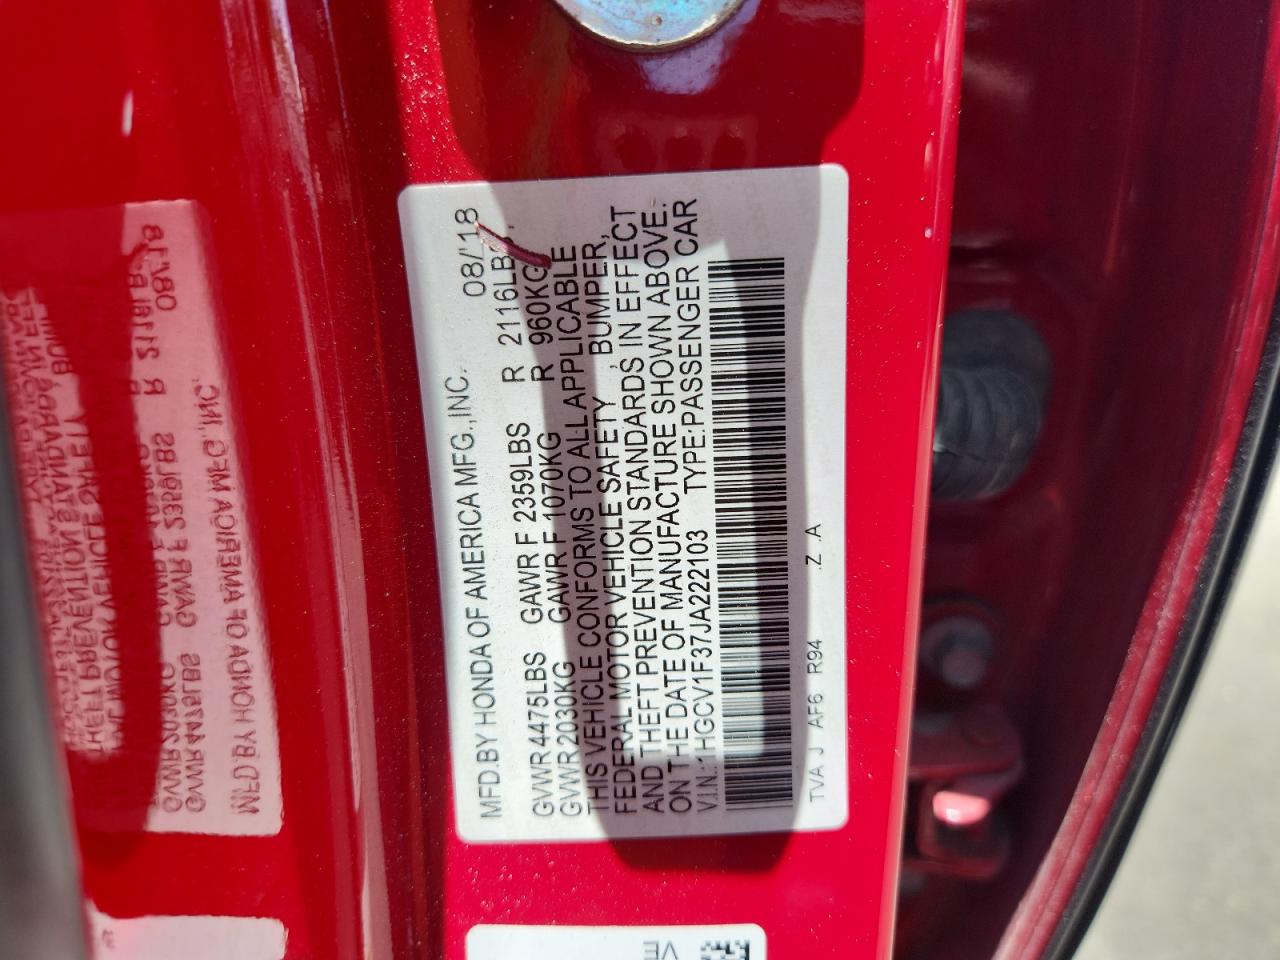 MFD.BY HONDA OF AMERICA MFG.,INC. 08/'18
GVWR 4475LBS GAWR F 2359LBS R 2116LBS
GVWR 2030KG GAWR F 1070KG R 960KG
THIS VEHICLE CONFORMS TO ALL APPLICABLE
FEDERAL MOTOR VEHICLE SAFETY, BUMPER,
AND THEFT PREVENTION STANDARDS IN EFFECT
ON THE DATE OF MANUFACTURE SHOWN ABOVE.
V.I.N.:1HGCV1F37JA222103 TYPE:PASSENGER CAR
TVA J AF6 R94 .Z A
VE